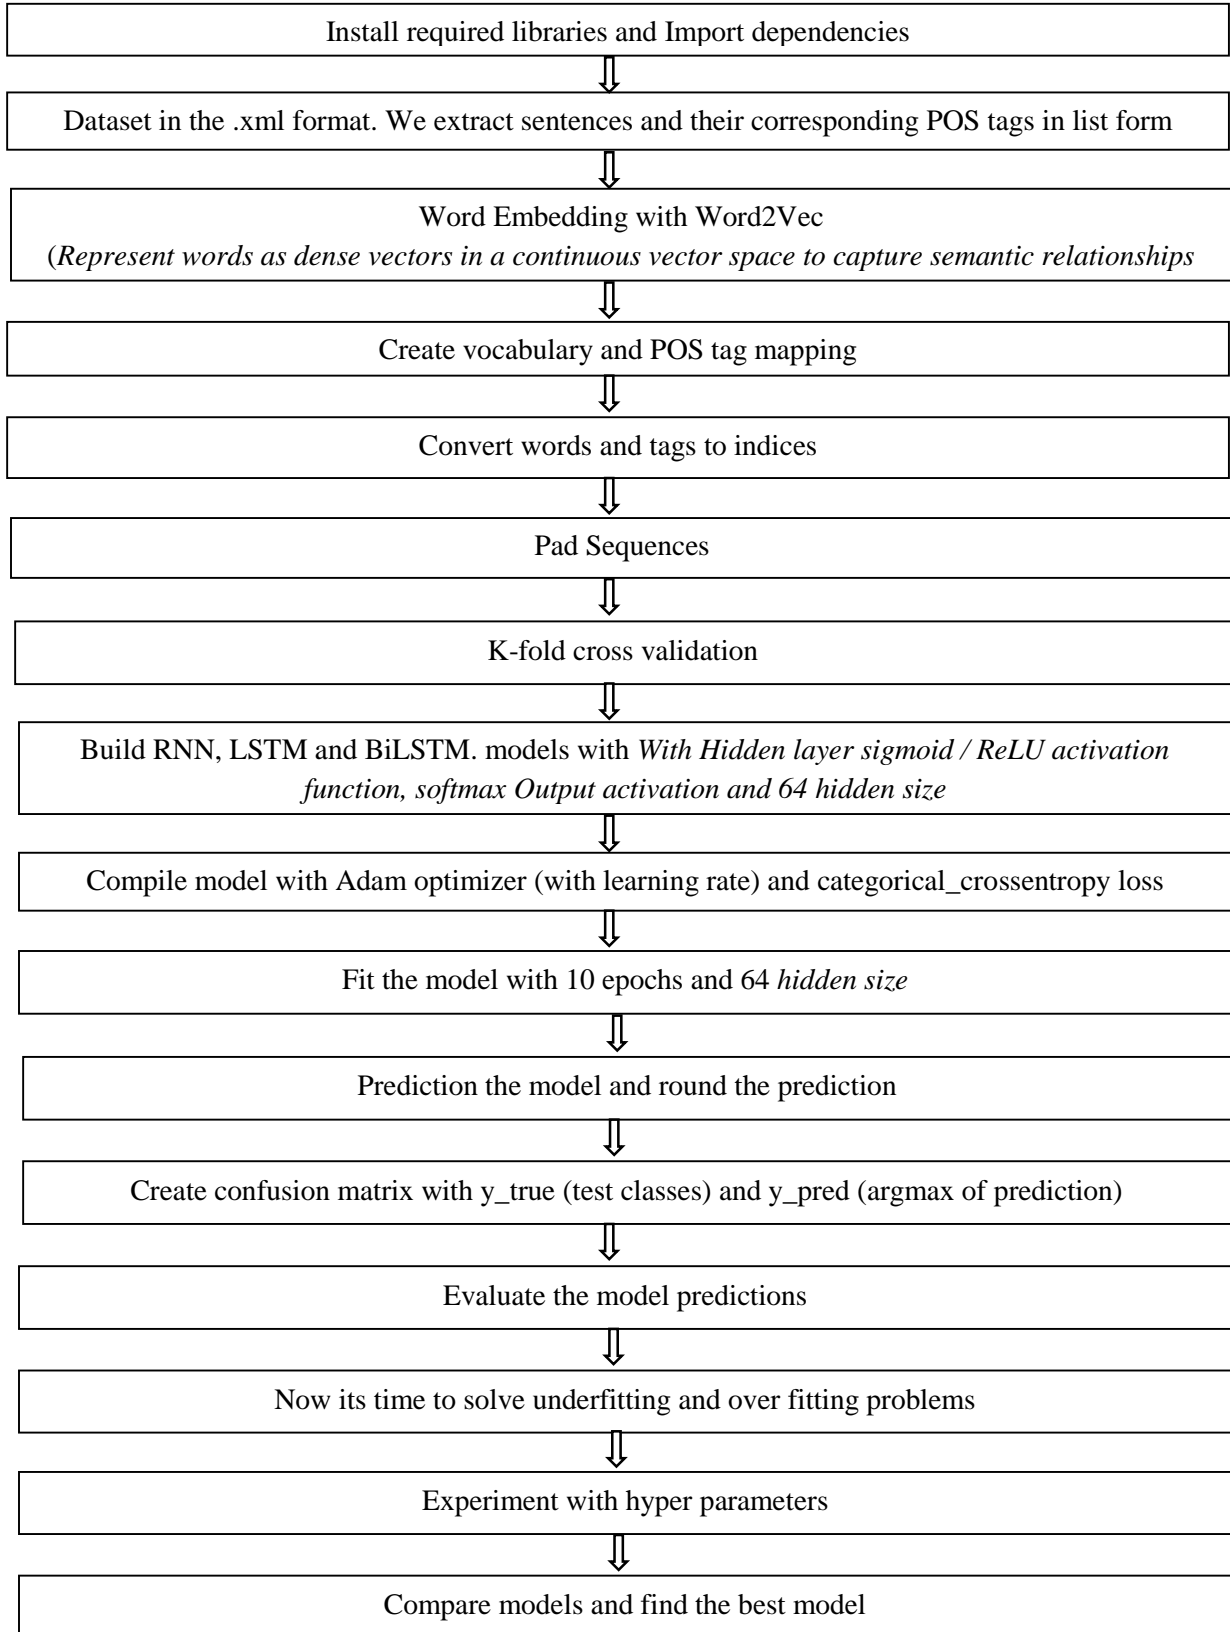 Install required libraries and Import dependencies
Dataset in the .xml format. We extract sentences and their corresponding POS tags in list form
Word Embedding with Word2Vec
(Represent words as dense vectors in a continuous vector space to capture semantic relationships
Create vocabulary and POS tag mapping
Convert words and tags to indices
Pad Sequences
K-fold cross validation
Build RNN, LSTM and BiLSTM. models with With Hidden layer sigmoid / ReLU activation
function, softmax Output activation and 64 hidden size
Compile model with Adam optimizer (with learning rate) and categorical_crossentropy loss
Fit the model with 10 epochs and 64 hidden size
Prediction the model and round the prediction
Create confusion matrix with y_true (test classes) and y_pred (argmax of prediction)
Evaluate the model predictions
Now its time to solve underfitting and over fitting problems
Experiment with hyper parameters
Compare models and find the best model